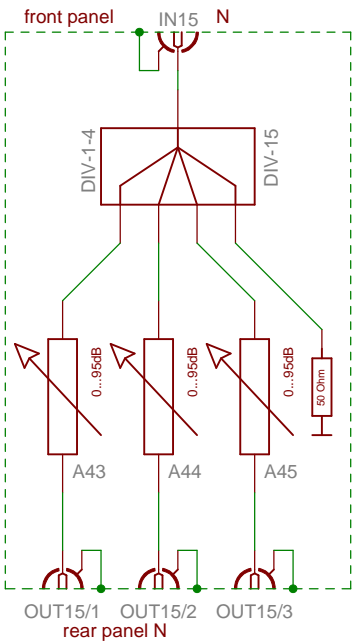 front panel IN15 N
DIV-1-4
DIV-15
0...95dB
0...95dB
0...95dB
50 Ohm
A43 A44 A45
OUT15/1 OUT15/2 OUT15/3
rear panel N